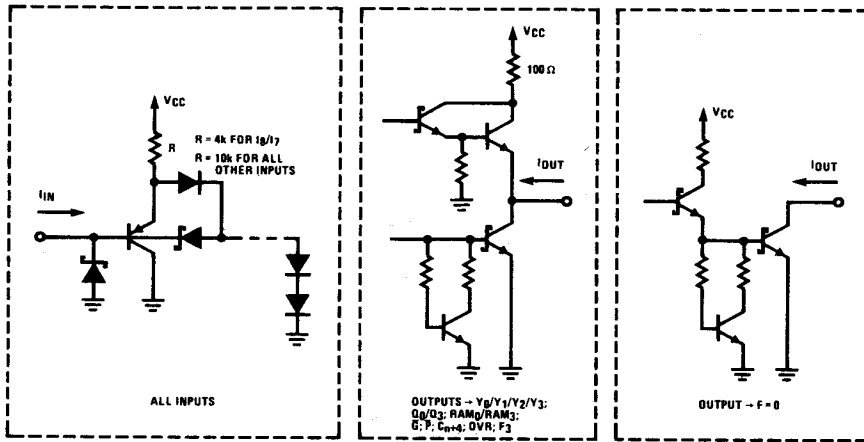 VCC
R
R = 4k FOR I8/I7
R = 10k FOR ALL
OTHER INPUTS
IIN
ALL INPUTS
VCC
100 Ω
IOUT
OUTPUTS → Y0/Y1/Y2/Y3;
Q0/Q3; RAM0/RAM3;
G̅; P̅; Cn+4; OVR; F3
VCC
IOUT
OUTPUT → F = 0